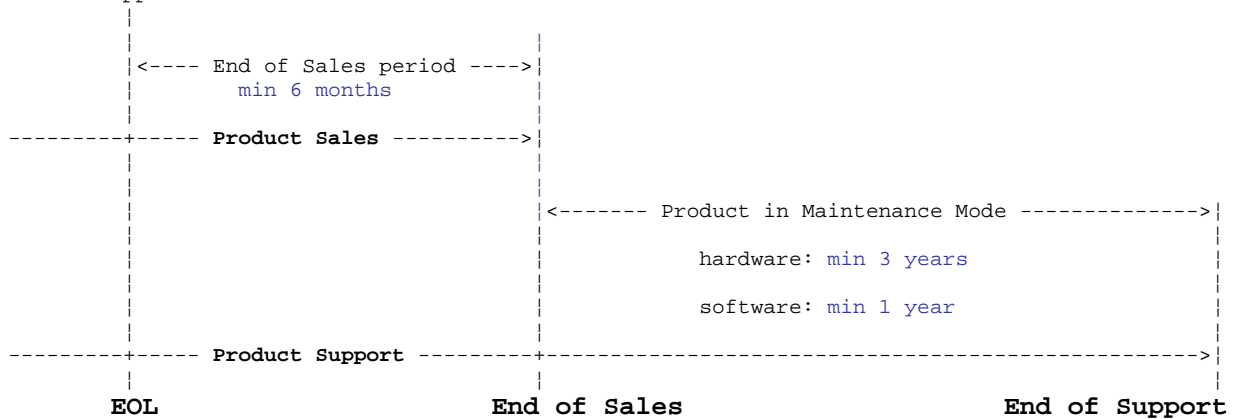 <---- End of Sales period ---->
min 6 months
---------+----- Product Sales ---------->
<------- Product in Maintenance Mode -------------->
hardware: min 3 years
software: min 1 year
---------+----- Product Support ---------+---------------------------------------------------->
EOL End of Sales End of Support